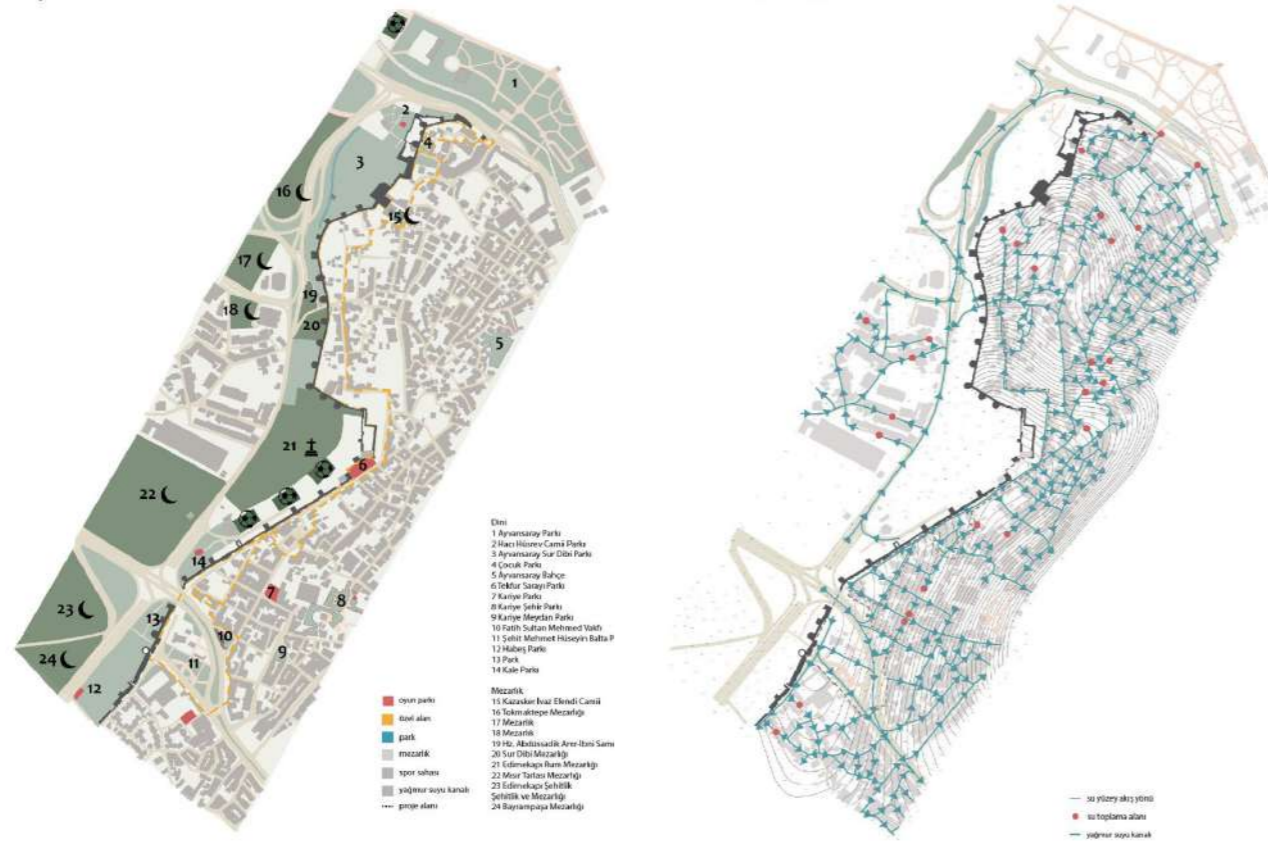 1
2
3
4
16
15
17
19
18
20
5
21
6
22
14
7
8
23
13
10
11
9
24
12
Dini
1 Ayvansaray Parkı
2 Hacı Hüsrev Camii Parkı
3 Ayvansaray Sur Dibi Parkı
4 Çocuk Parkı
5 Ayvansaray Bahçe
6 Tekfur Sarayı Parkı
7 Kariye Parkı
8 Kariye Şehir Parkı
9 Kariye Meydan Parkı
10 Fatih Sultan Mehmed Vakfı
11 Şehit Mehmet Hüseyin Balta P
12 Habeş Parkı
13 Park
14 Kale Parkı
Mezarlık
15 Kazasker İvaz Efendi Camii
16 Tokmaktepe Mezarlığı
17 Mezarlık
18 Mezarlık
19 Hz. Abdüssadık
20 Sur Dibi Mezarlığı
21 Edirnekapı Rum Mezarlığı
22 Mısır Tarlası Mezarlığı
23 Edirnekapı Şehitlik
Şehitlik ve Mezarlığı
24 Bayrampaşa Mezarlığı
oyun parkı
özel alan
park
mezarlık
spor sahası
yağmur suyu kanalı
proje alanı
su yüzey akış yönü
su toplama alanı
yağmur suyu kanalı